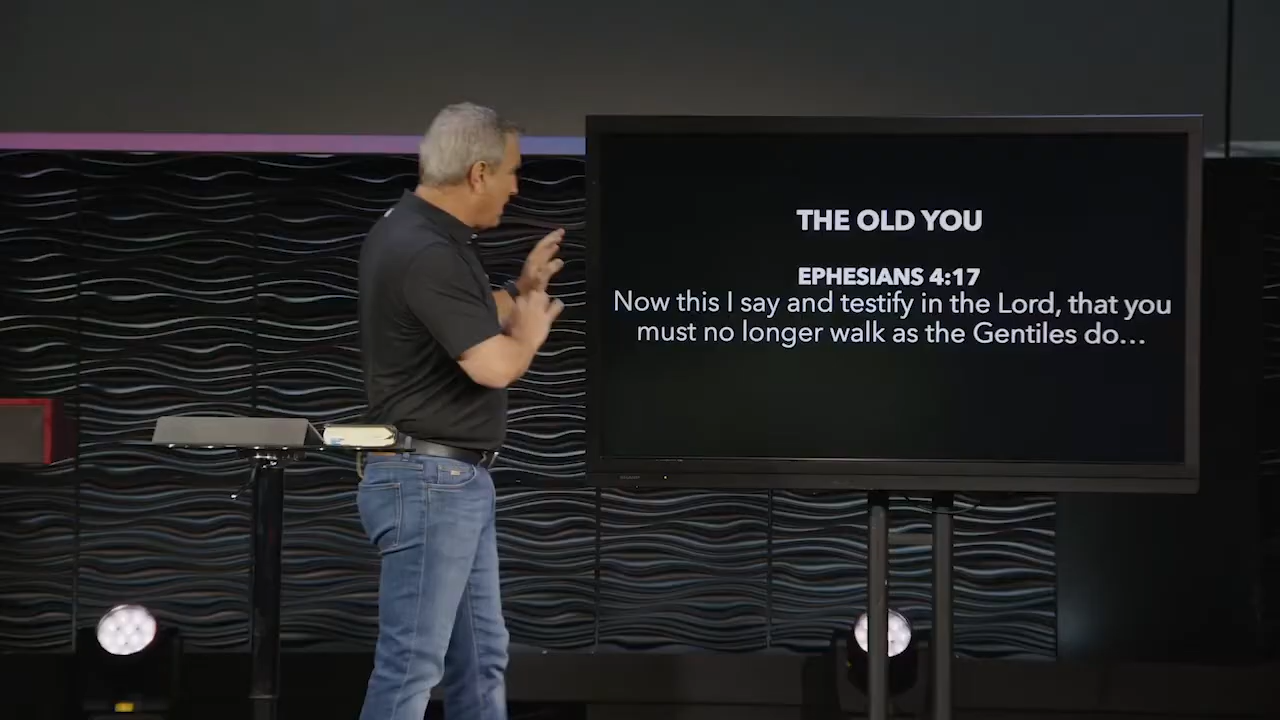 THE OLD YOU
EPHESIANS 4:17
Now this I say and testify in the Lord, that you
must no longer walk as the Gentiles do...